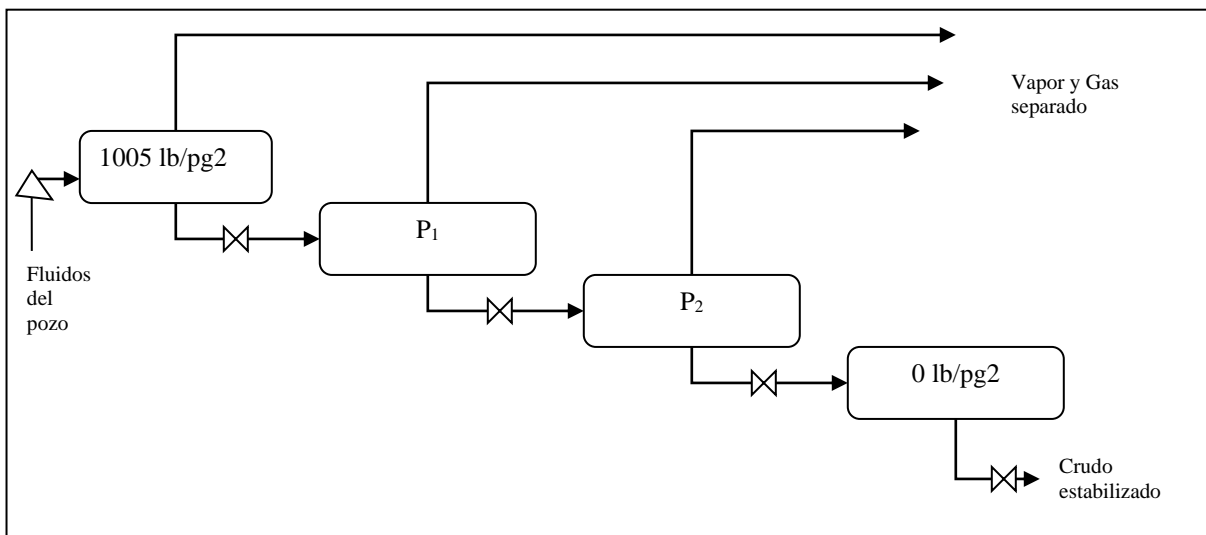 Vapor y Gas
separado
1005 lb/pg2
P₁
Fluidos
del
pozo
P₂
0 lb/pg2
Crudo
estabilizado